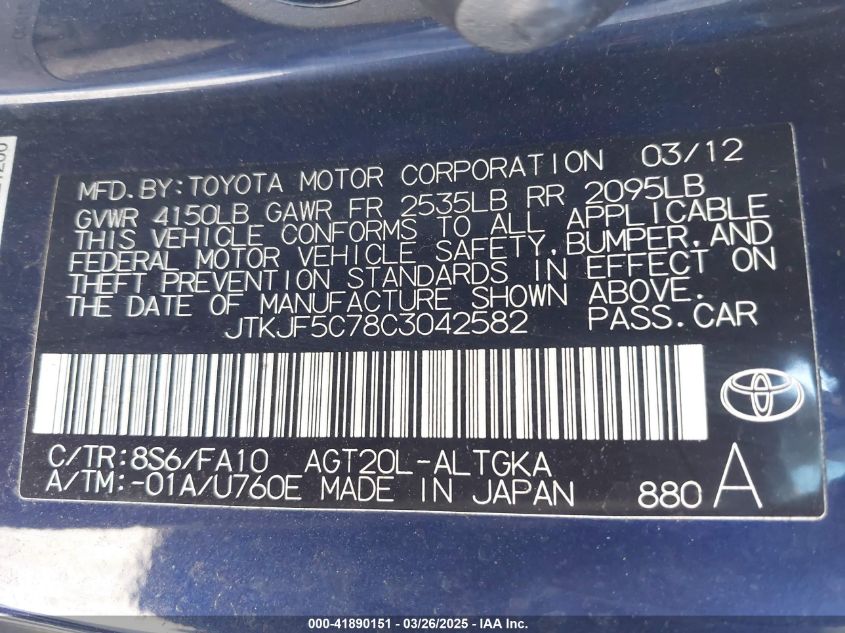 MFD. BY: TOYOTA MOTOR CORPORATION 03/12
GVWR 4150LB GAWR FR 2535LB RR 2095LB
THIS VEHICLE CONFORMS TO ALL APPLICABLE
FEDERAL MOTOR VEHICLE SAFETY, BUMPER, AND
THEFT PREVENTION STANDARDS IN EFFECT ON
THE DATE OF MANUFACTURE SHOWN ABOVE.
JTKJF5C78C3042582 PASS. CAR
C/TR: 8S6/FA10 AGT20L-ALTGKA
A/TM: -01A/U760E MADE IN JAPAN 880 A
000-41890151 - 03/26/2025 - IAA Inc.